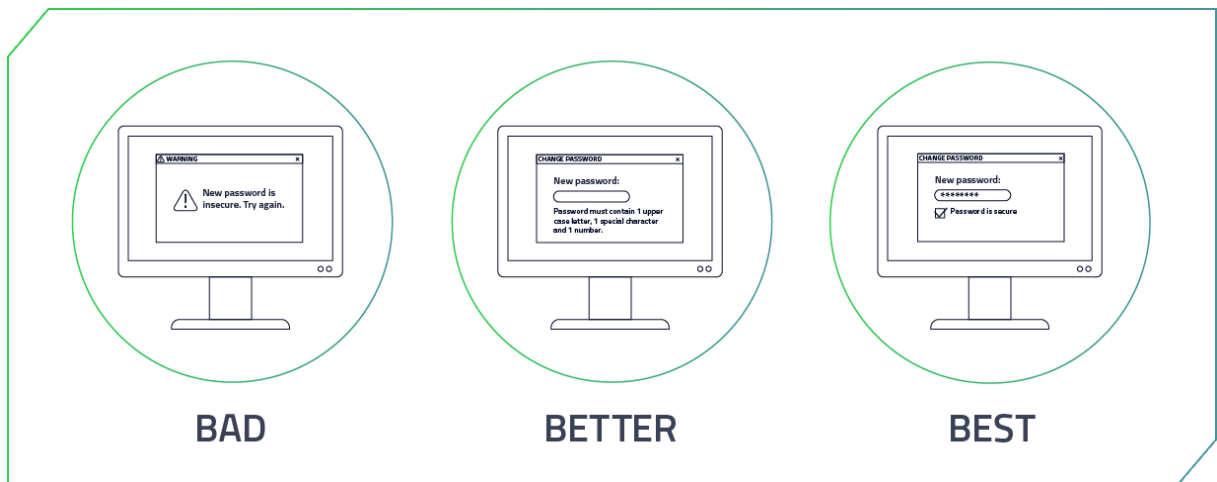 WARNING ×
New password is
insecure. Try again.
BAD
CHANGE PASSWORD ×
New password:
Password must contain 1 upper
case letter, 1 special character
and 1 number.
BETTER
CHANGE PASSWORD ×
New password:
********
Password is secure
BEST